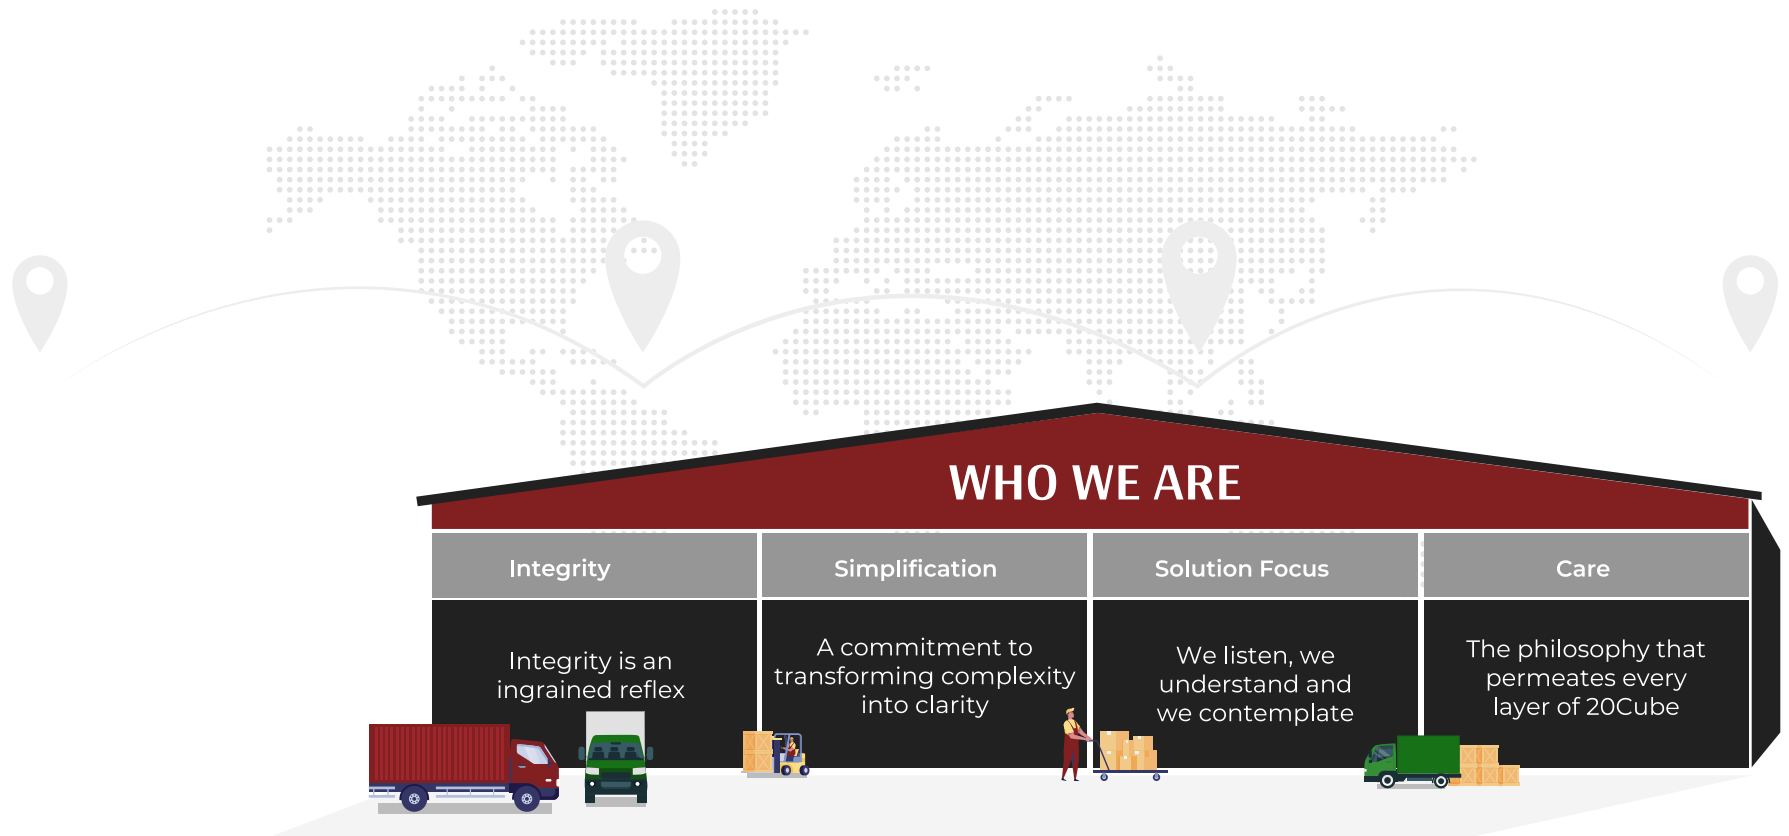 WHO WE ARE
Integrity
Integrity is an
ingrained reflex
Simplification
A commitment to
transforming complexity
into clarity
Solution Focus
We listen, we
understand and
we contemplate
Care
The philosophy that
permeates every
layer of 20Cube